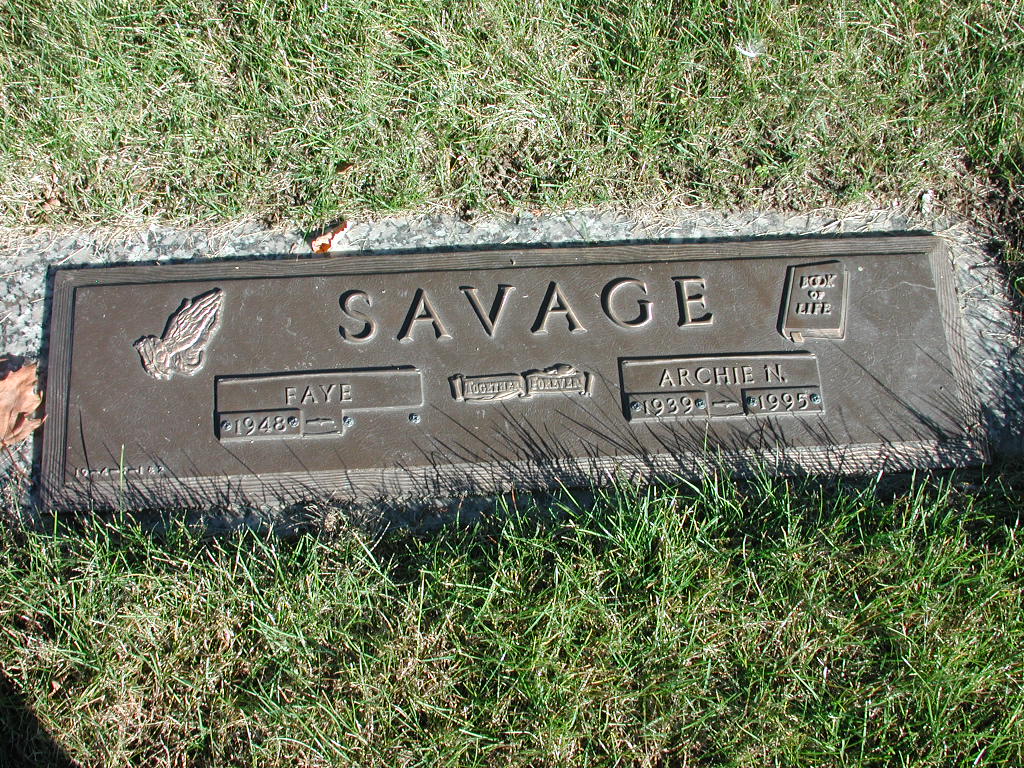 SAVAGE
BOOK
OF
LIFE
FAYE
1948
TOGETHER FOREVER
ARCHIE N.
1939 1995